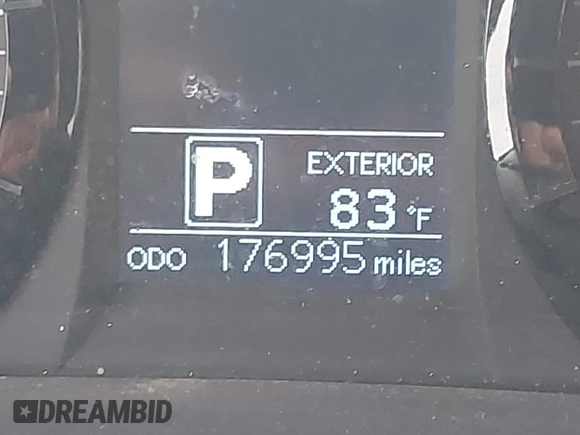 P
EXTERIOR
83 °F
ODO 176995 miles
DREAMBID